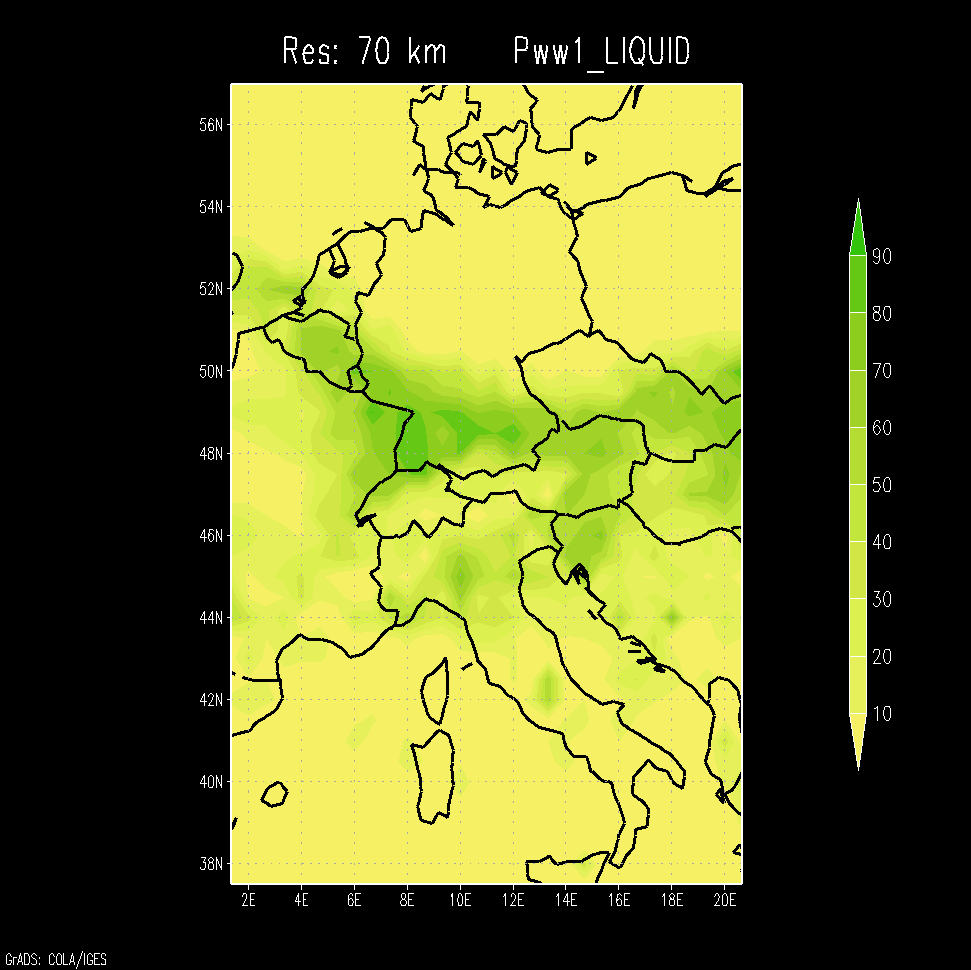 Res: 70 km Pww1_LIQUID
56N
54N
52N
50N
48N
46N
44N
42N
40N
38N
2E 4E 6E 8E 10E 12E 14E 16E 18E 20E
90
80
70
60
50
40
30
20
10
GrADS: COLA/IGES